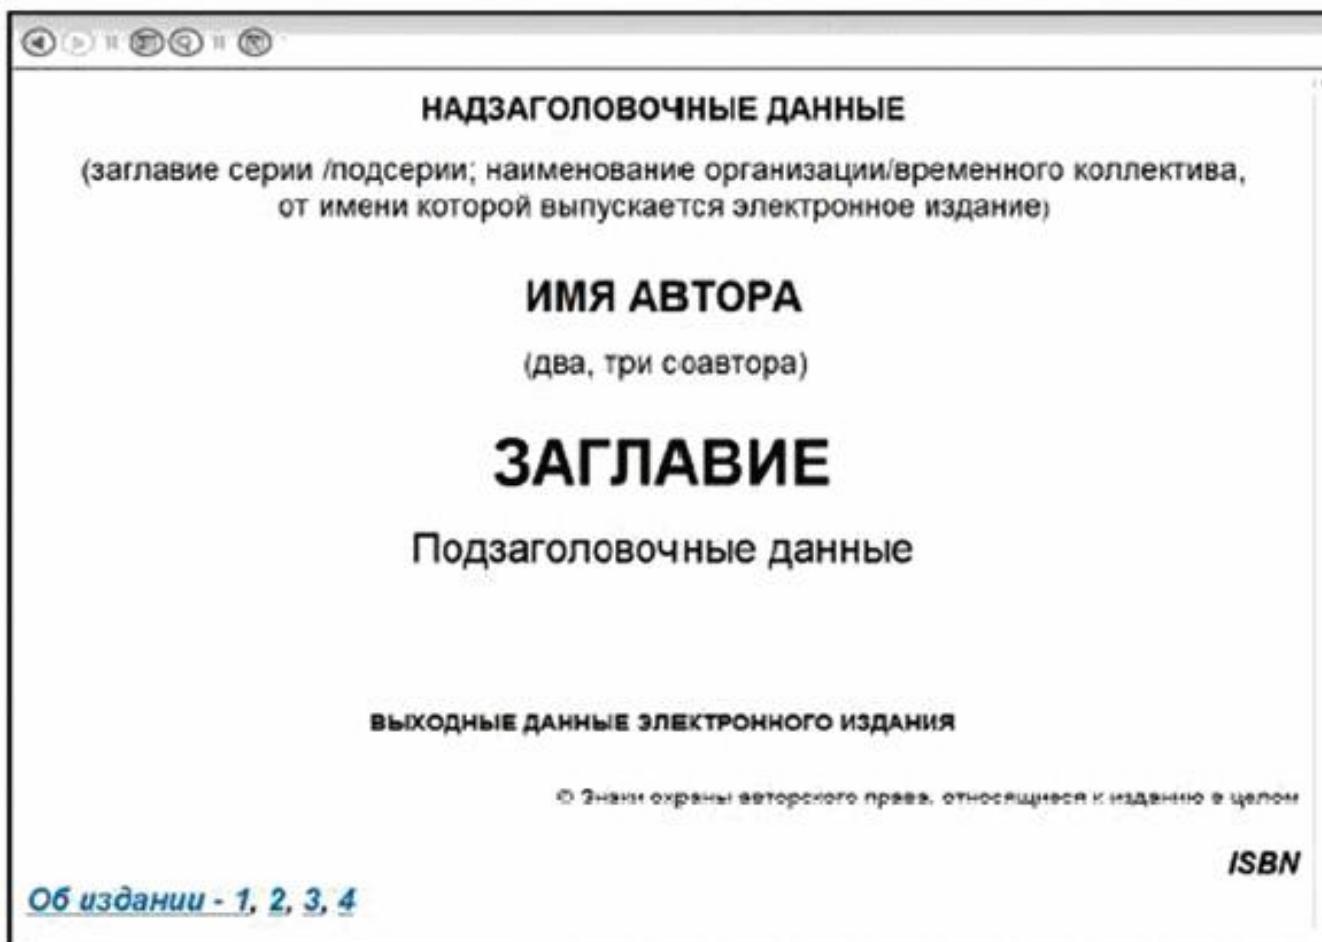 НАДЗАГОЛОВОЧНЫЕ ДАННЫЕ
(заглавие серии /подсерии; наименование организации/временного коллектива,
от имени которой выпускается электронное издание)
ИМЯ АВТОРА
(два, три соавтора)
ЗАГЛАВИЕ
Подзаголовочные данные
ВЫХОДНЫЕ ДАННЫЕ ЭЛЕКТРОННОГО ИЗДАНИЯ
© Знаки охраны авторского права, относящиеся к изданию в целом
ISBN
Об издании - 1, 2, 3, 4